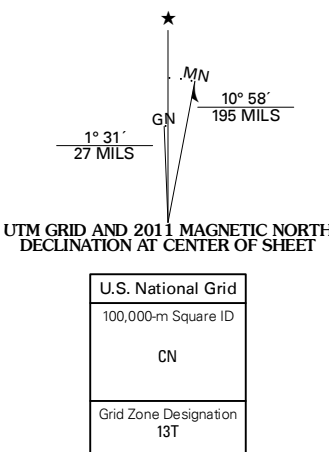 MN
10° 58´
195 MILS
GN
1° 31´
27 MILS
UTM GRID AND 2011 MAGNETIC NORTH
DECLINATION AT CENTER OF SHEET
U.S. National Grid
100,000-m Square ID
CN
Grid Zone Designation
13T